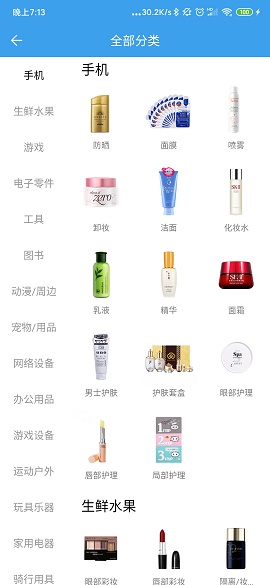 晚上7:13
...30.2K/s
100
全部分类
手机
生鲜水果
游戏
电子零件
工具
图书
动漫/周边
宠物/用品
网络设备
办公用品
游戏设备
运动户外
玩具乐器
家用电器
骑行用具
手机
防晒
面膜
喷雾
卸妆
洁面
化妆水
乳液
精华
面霜
男士护肤
护肤套盒
眼部护理
唇部护理
局部护理
生鲜水果
眼部彩妆
唇部彩妆
隔离/妆...
zero
SK-II
SK-II
Spa